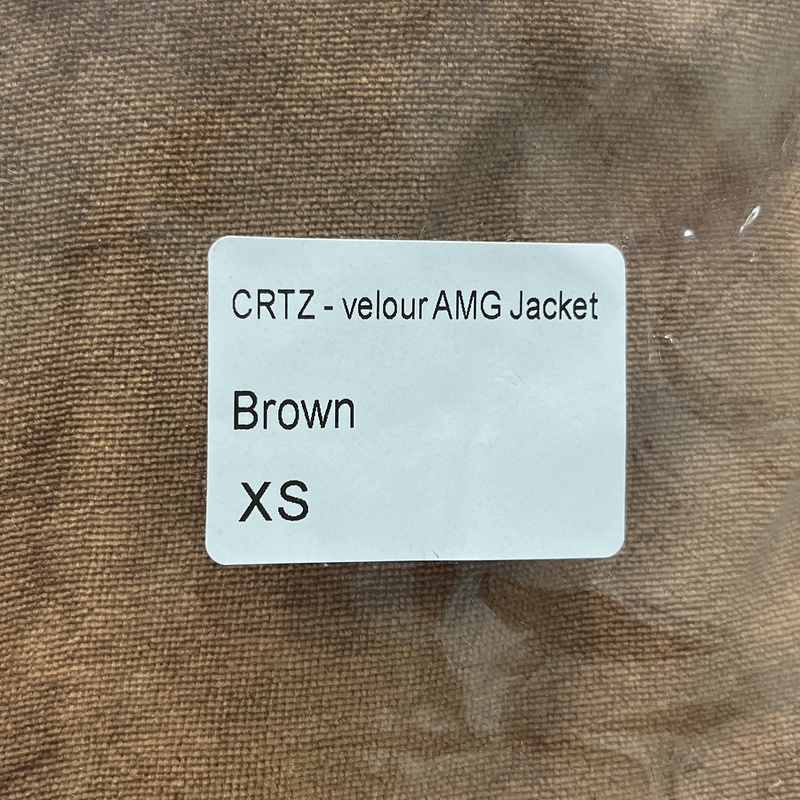 CRTZ - velour AMG Jacket
Brown
XS